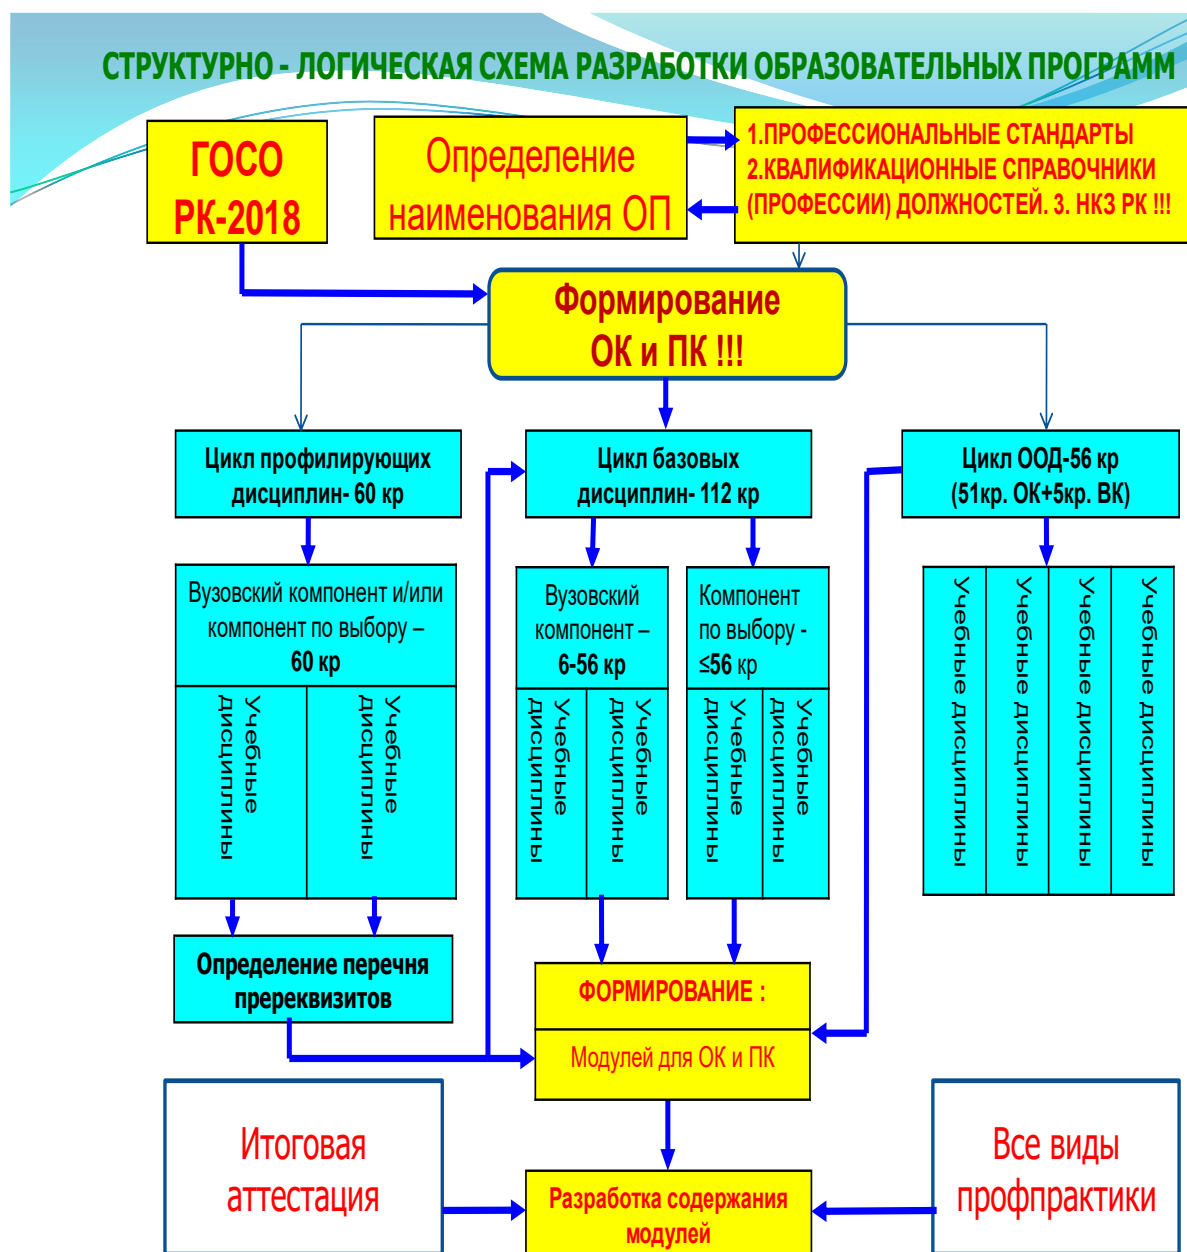 СТРУКТУРНО - ЛОГИЧЕСКАЯ СХЕМА РАЗРАБОТКИ ОБРАЗОВАТЕЛЬНЫХ ПРОГРАММ
ГОСО
РК-2018
Определение
наименования ОП
1.ПРОФЕССИОНАЛЬНЫЕ СТАНДАРТЫ
2.КВАЛИФИКАЦИОННЫЕ СПРАВОЧНИКИ
(ПРОФЕССИИ) ДОЛЖНОСТЕЙ. 3. НКЗ РК !!!
Формирование
ОК и ПК !!!
Цикл профилирующих
дисциплин- 60 кр
Цикл базовых
дисциплин- 112 кр
Цикл ООД-56 кр
(51кр. ОК+5кр. ВК)
Вузовский компонент и/или
компонент по выбору –
60 кр
Вузовский
компонент –
6-56 кр
Компонент
по выбору -
≤56 кр
Учебные
дисциплины
Учебные
дисциплины
Учебные
дисциплины
Учебные
дисциплины
Учебные
дисциплины
Учебные
дисциплины
Учебные дисциплины
Учебные дисциплины
Учебные дисциплины
Учебные дисциплины
Определение перечня
пререквизитов
ФОРМИРОВАНИЕ :
Модулей для ОК и ПК
Итоговая
аттестация
Разработка содержания
модулей
Все виды
профпрактики